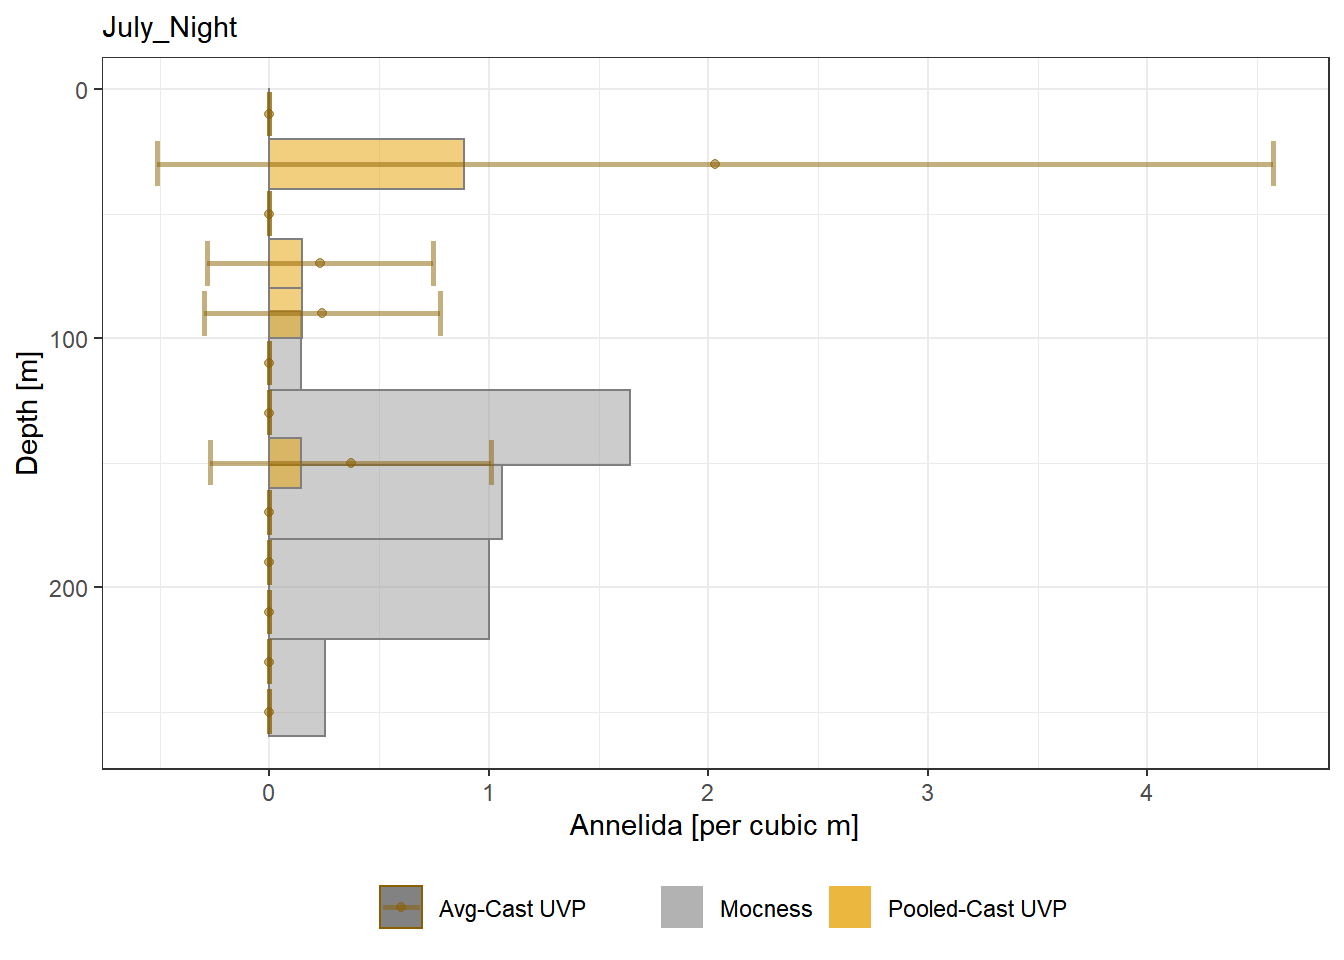 July_Night
0
100
200
Depth [m]
0 1 2 3 4
Annelida [per cubic m]
Avg-Cast UVP Mocness Pooled-Cast UVP